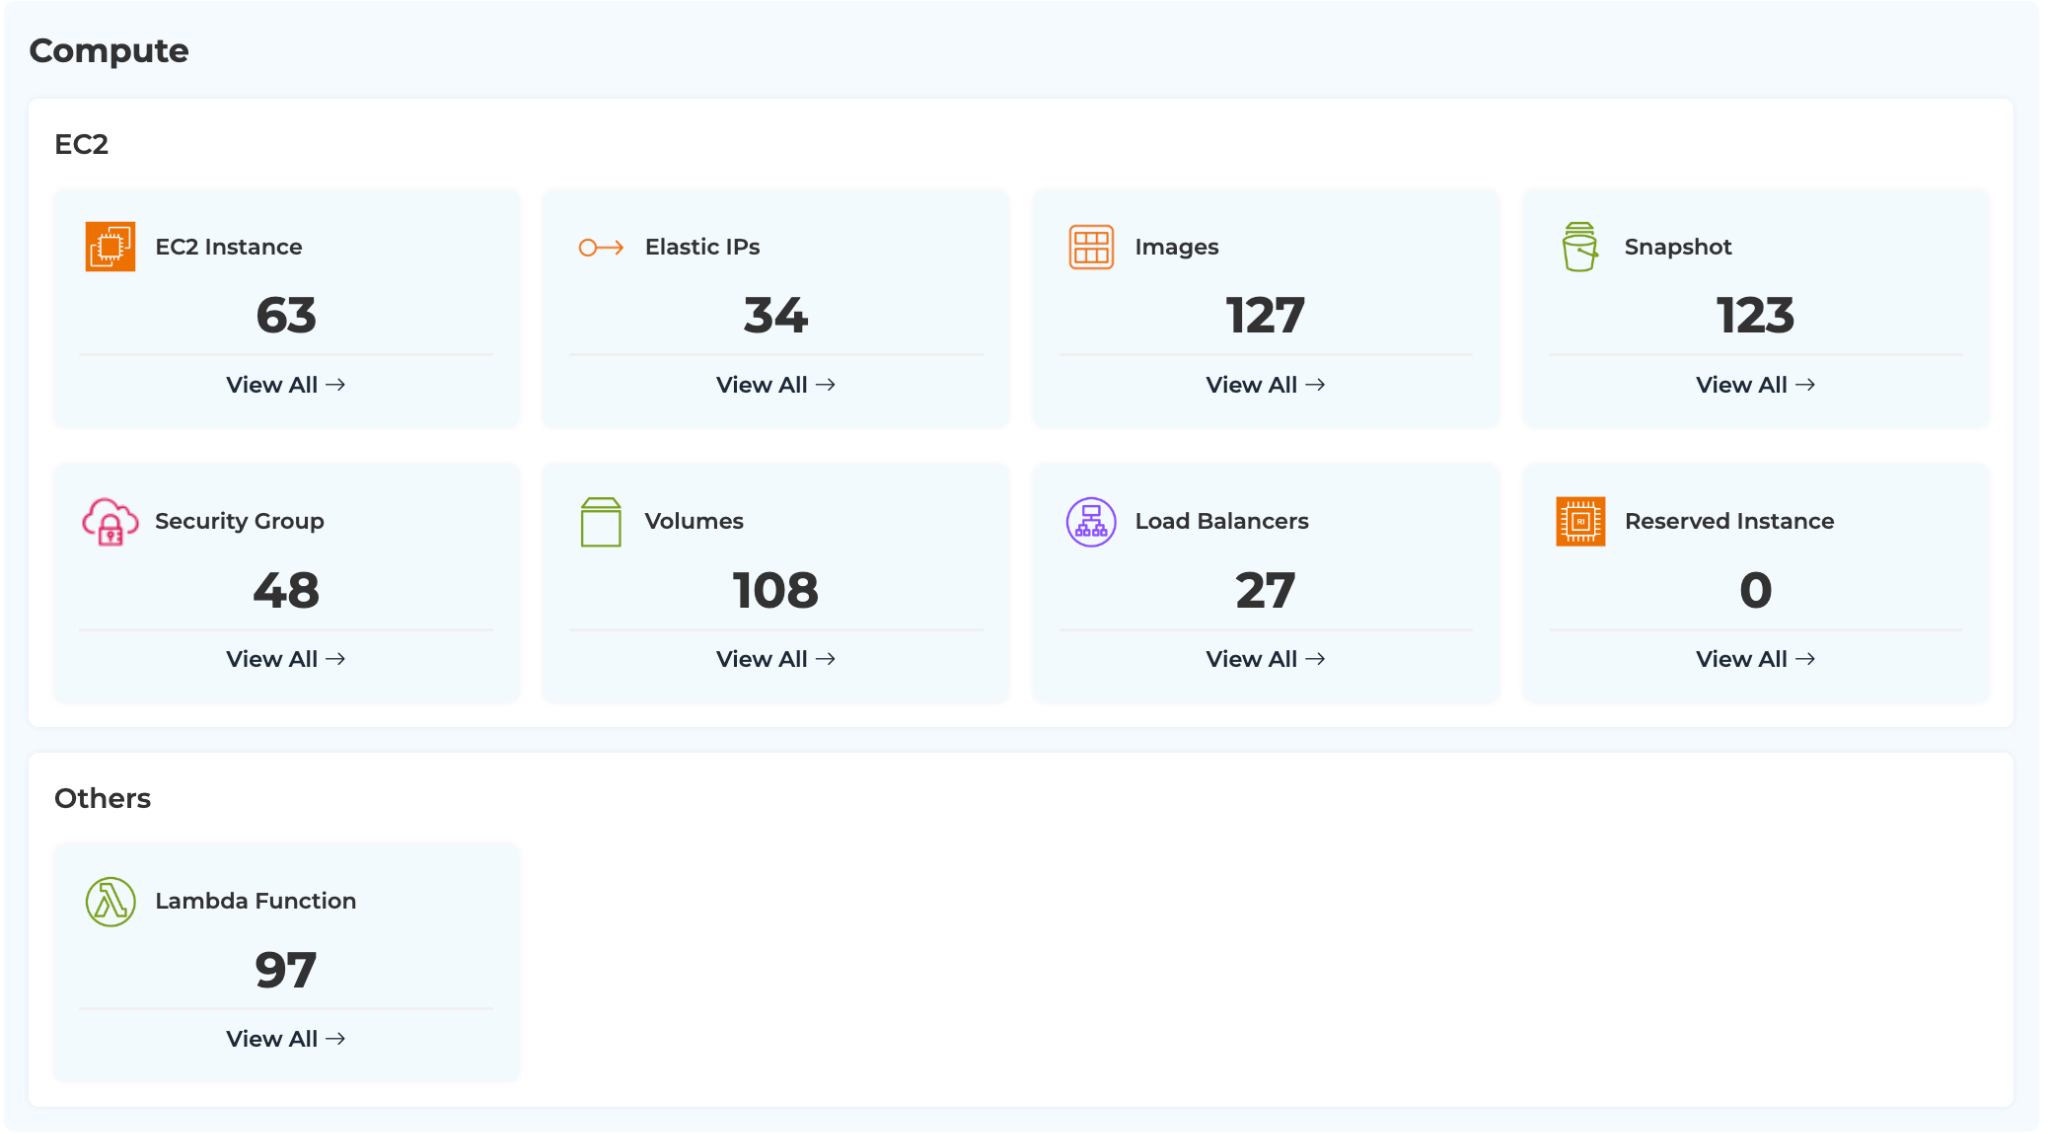 Compute
EC2
EC2 Instance
63
View All →
Elastic IPs
34
View All →
Images
127
View All →
Snapshot
123
View All →
Security Group
48
View All →
Volumes
108
View All →
Load Balancers
27
View All →
RI
Reserved Instance
0
View All →
Others
Lambda Function
97
View All →